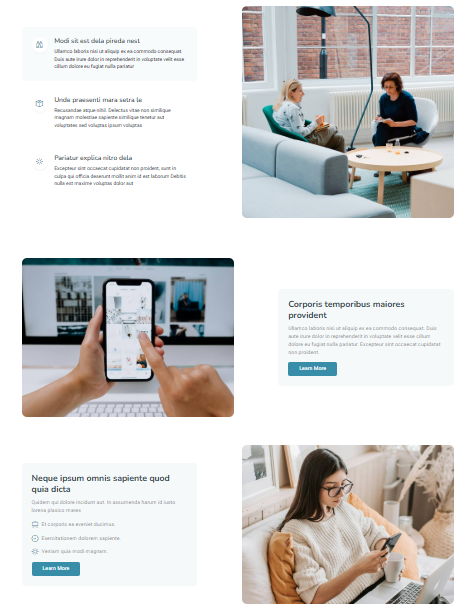 Modi sit est dela pireda nest
Ullamco laboris nisi ut aliquip ex ea commodo consequat
Duis aute irure dolor in reprehenderit in voluptate velit esse
cillum dolore eu fugiat nulla pariatur
Unde praesenti mara setra le
Recusandae atque nihil. Delectus vitae non similique
magnam molestiae sapiente similique tenetur aut
voluptates sed voluptas ipsum voluptas
Pariatur explica nitro dela
Excepteur sint occaecat cupidatat non proident, sunt in
culpa qui officia deserunt mollit anim id est laborum Debitis
nulla est maxime voluptas dolor aut
Corporis temporibus maiores
provident
Ullamco laboris nisi ut aliquip ex ea commodo consequat. Duis
aute irure dolor in reprehenderit in voluptate velit esse cillum
dolore eu fugiat nulla pariatur. Excepteur sint occaecat cupidatat
non proident.
Learn More
Neque ipsum omnis sapiente quod
quia dicta
Quidem qui dolore incidunt aut. In assumenda harum id iusto
lorena plasico mares
Et corporis ea eveniet ducimus.
Exercitationem dolorem sapiente.
Veniam quia modi magnam.
Learn More